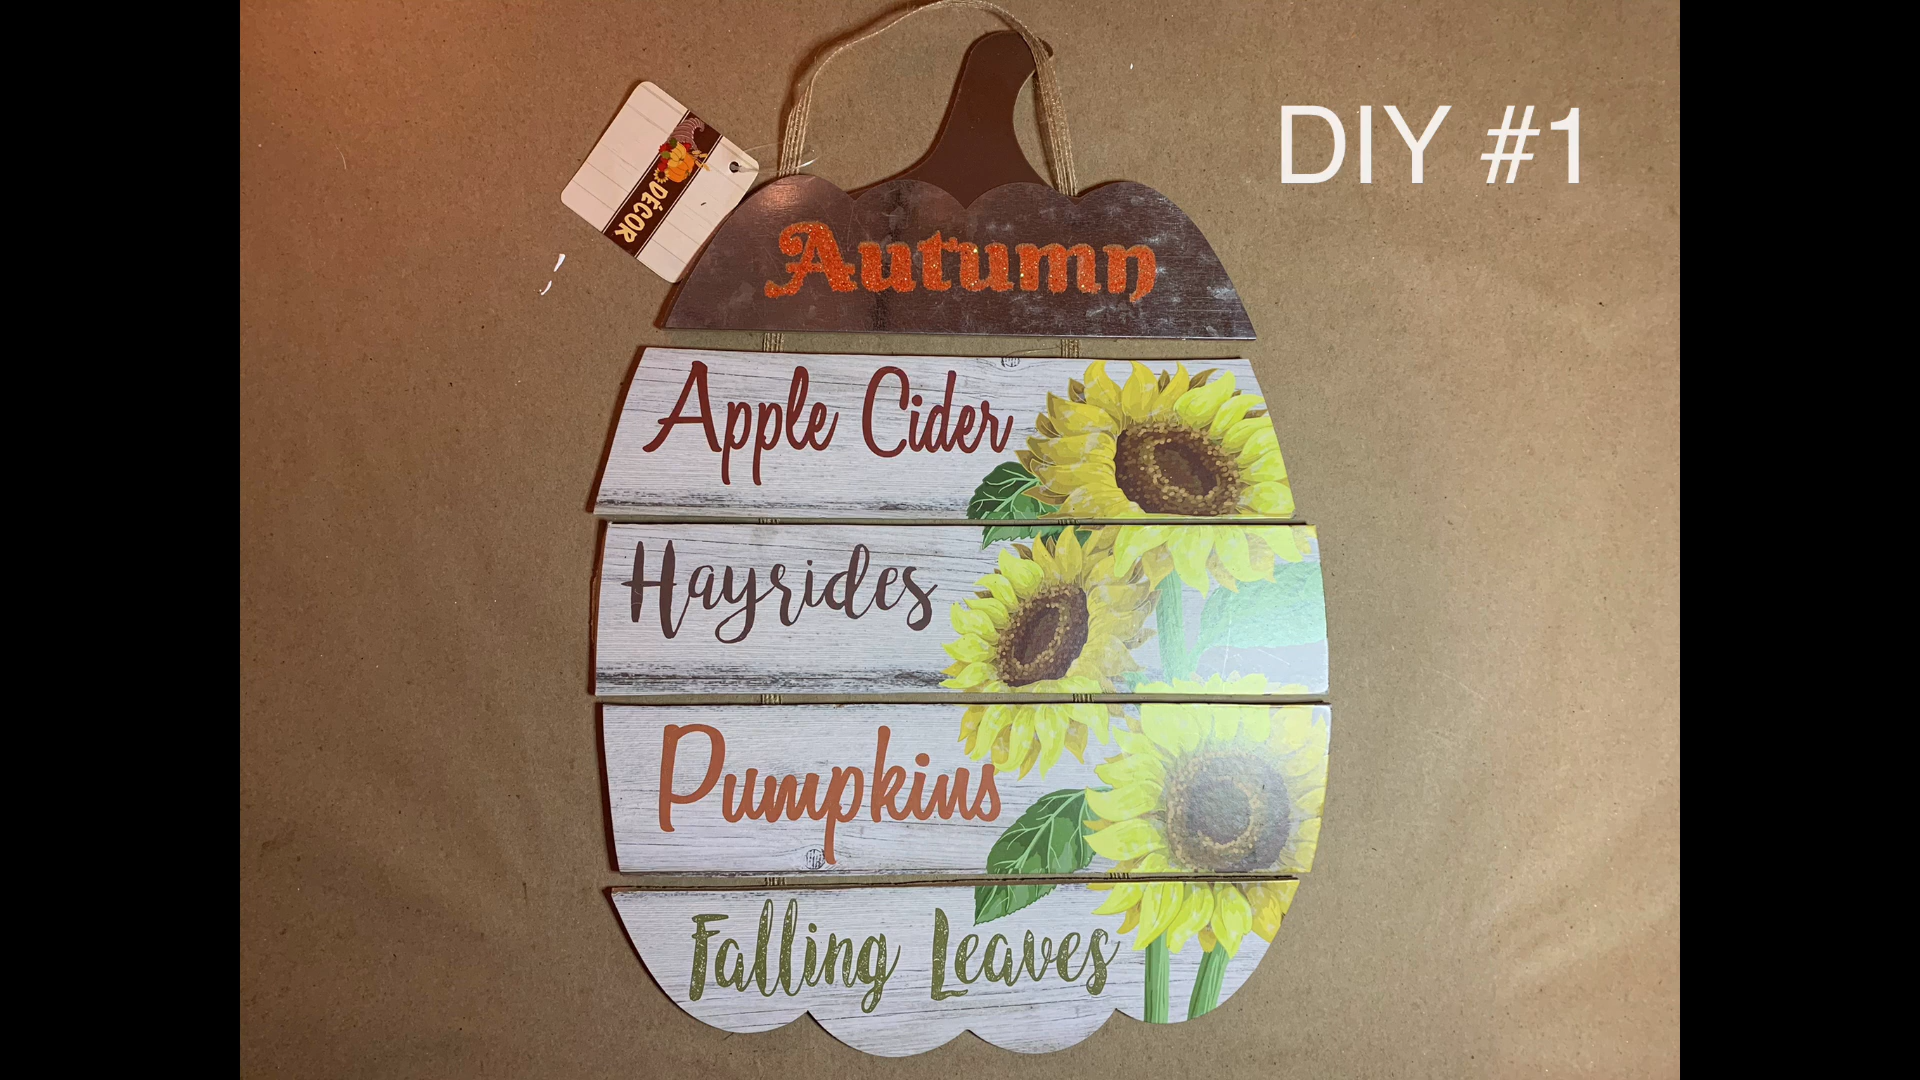 DIY #1
DÉCOR
Autumn
Apple Cider
Hayrides
Pumpkins
Falling Leaves